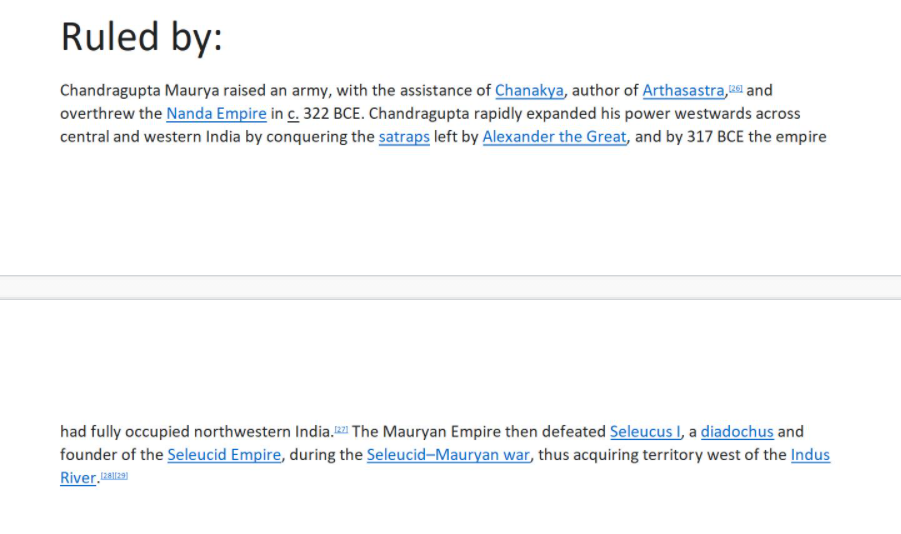 Ruled by:
Chandragupta Maurya raised an army, with the assistance of Chanakya, author of Arthasastra,[26] and
overthrew the Nanda Empire in c. 322 BCE. Chandragupta rapidly expanded his power westwards across
central and western India by conquering the satraps left by Alexander the Great, and by 317 BCE the empire
had fully occupied northwestern India.[27] The Mauryan Empire then defeated Seleucus I, a diadochus and
founder of the Seleucid Empire, during the Seleucid–Mauryan war, thus acquiring territory west of the Indus
River.[28][29]